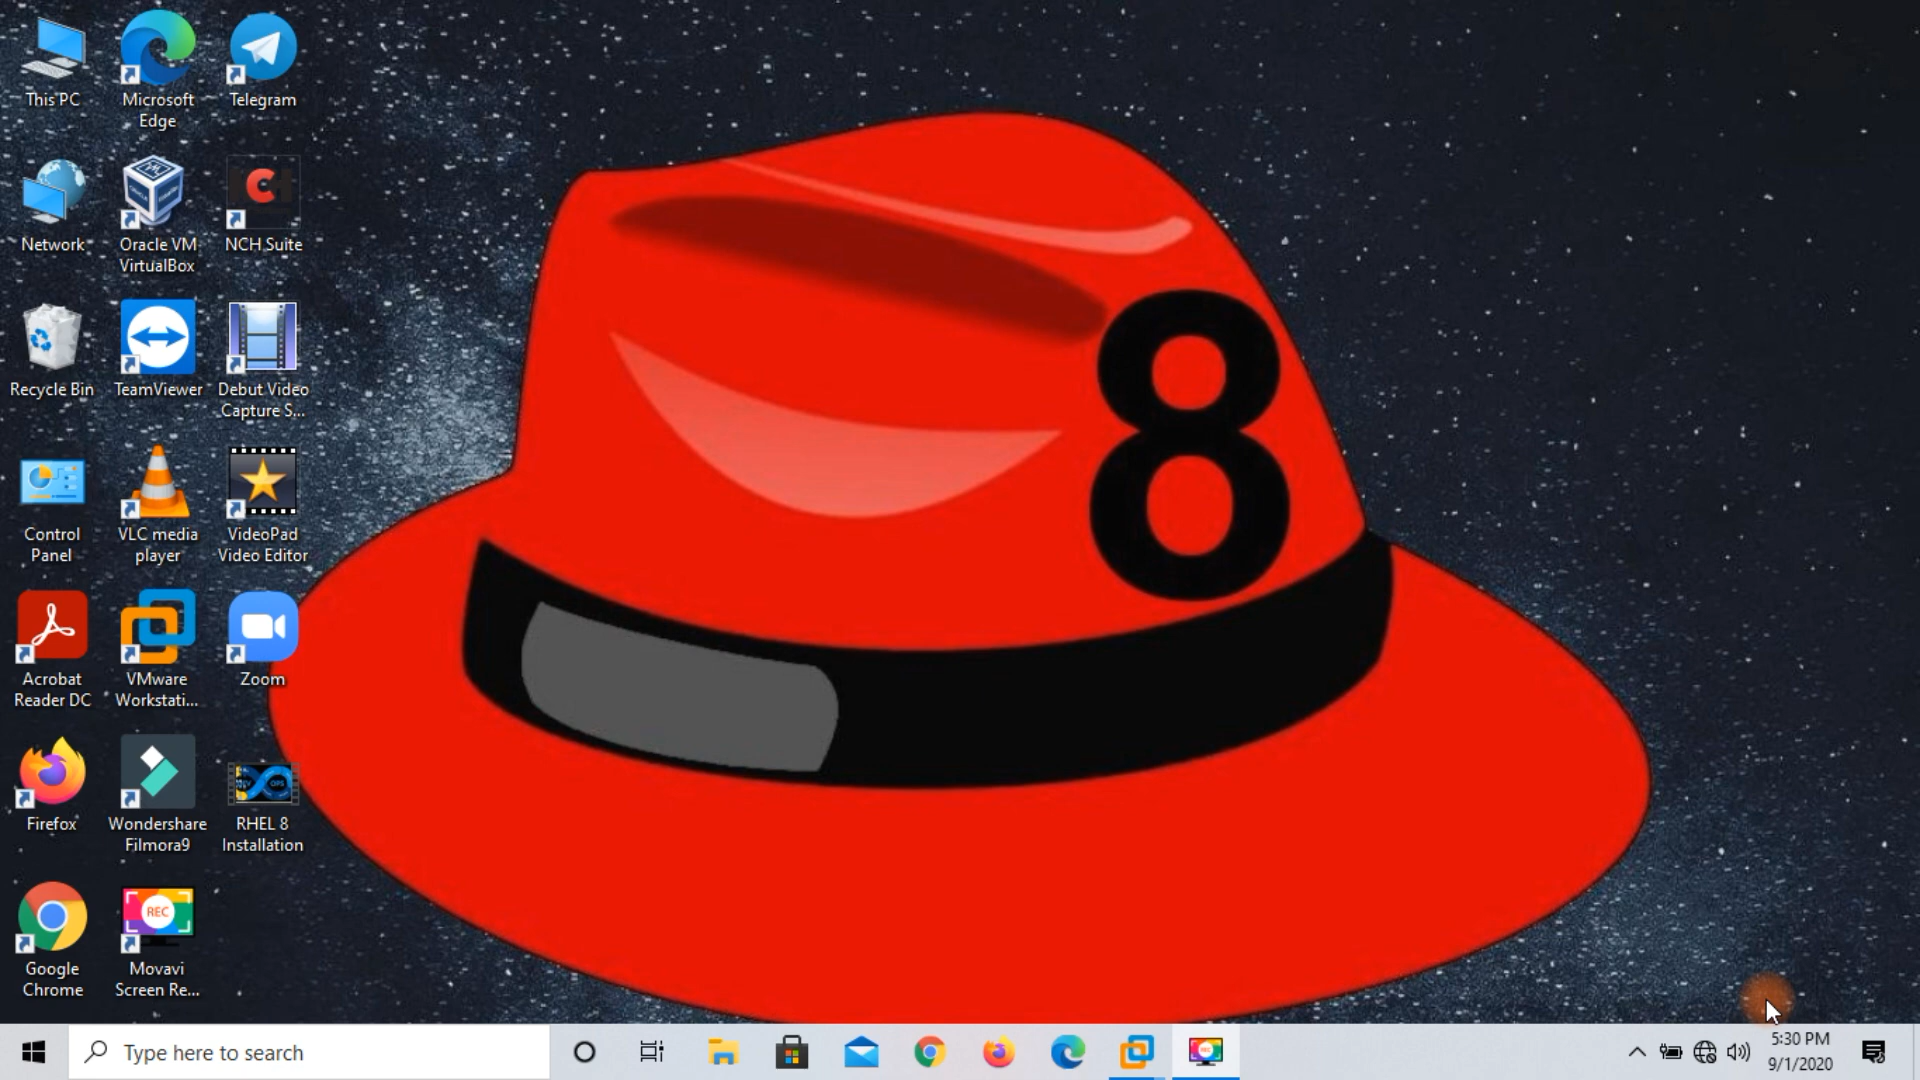 This PC
Microsoft
Edge
Telegram
Network
Oracle VM
VirtualBox
NCH Suite
Recycle Bin
TeamViewer
Debut Video
Capture S...
Control
Panel
VLC media
player
VideoPad
Video Editor
Acrobat
Reader DC
VMware
Workstati...
Zoom
Firefox
Wondershare
Filmora9
OPS
RHEL 8
Installation
Google
Chrome
REC
Movavi
Screen Re...
8
Type here to search
5:30 PM
9/1/2020